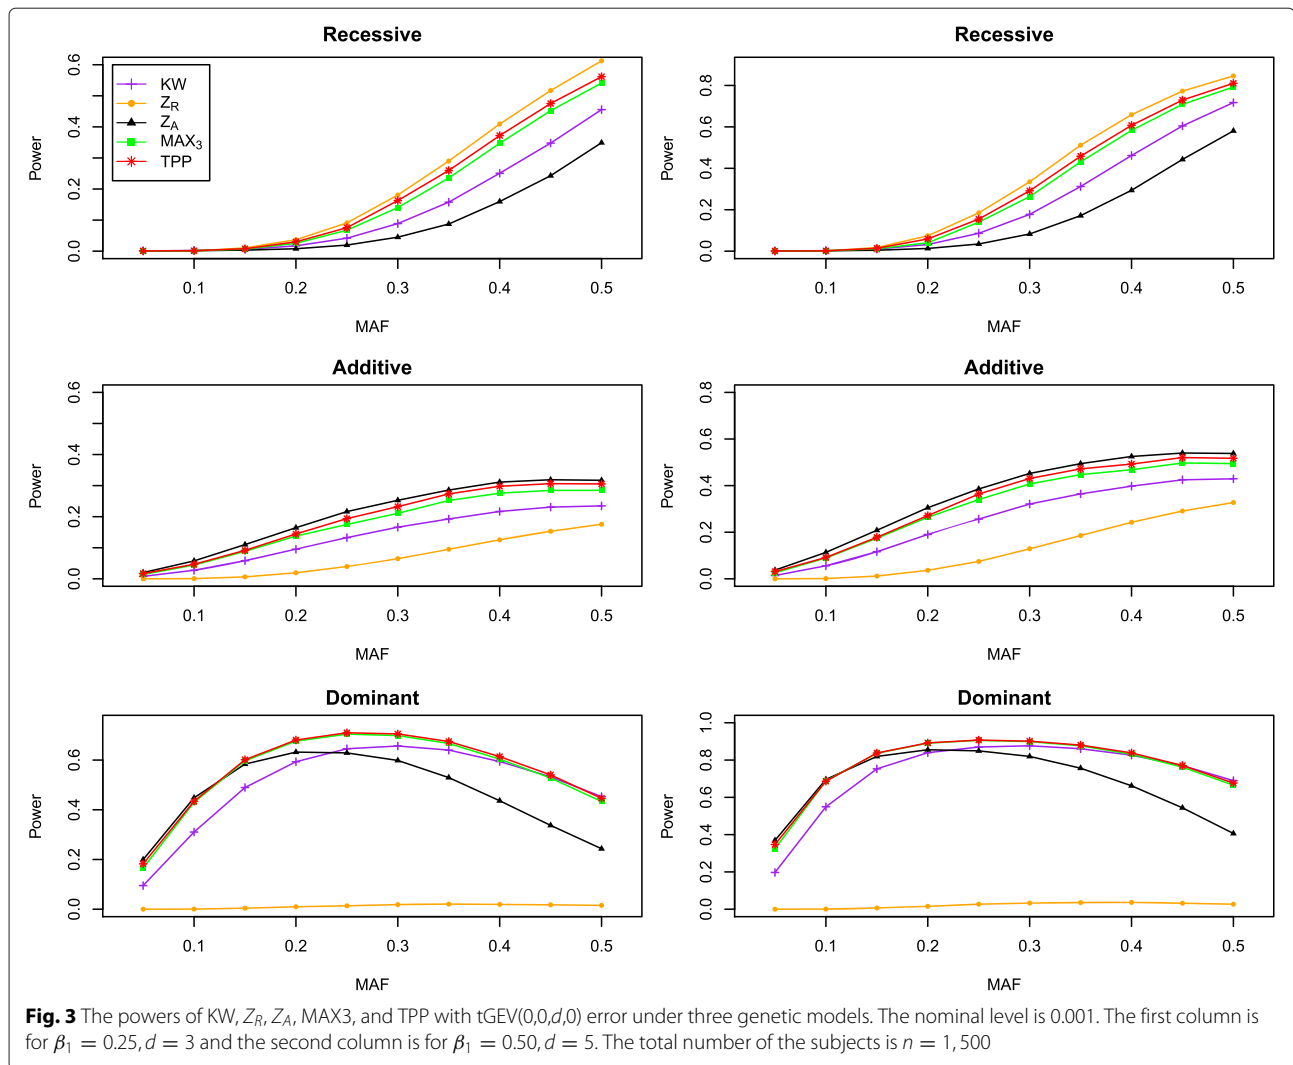 Recessive
Recessive
Power
0.0 0.2 0.4 0.6
KW
Z_R
Z_A
MAX_3
TPP
0.1 0.2 0.3 0.4 0.5
MAF
Power
0.0 0.2 0.4 0.6 0.8
0.1 0.2 0.3 0.4 0.5
MAF
Additive
Additive
Power
0.0 0.2 0.4 0.6
0.1 0.2 0.3 0.4 0.5
MAF
Power
0.0 0.2 0.4 0.6 0.8
0.1 0.2 0.3 0.4 0.5
MAF
Dominant
Dominant
Power
0.0 0.2 0.4 0.6
0.1 0.2 0.3 0.4 0.5
MAF
Power
0.0 0.2 0.4 0.6 0.8 1.0
0.1 0.2 0.3 0.4 0.5
MAF
Fig. 3 The powers of KW, Z_R, Z_A, MAX3, and TPP with tGEV(0,0,d,0) error under three genetic models. The nominal level is 0.001. The first column is
for β₁ = 0.25, d = 3 and the second column is for β₁ = 0.50, d = 5. The total number of the subjects is n = 1, 500